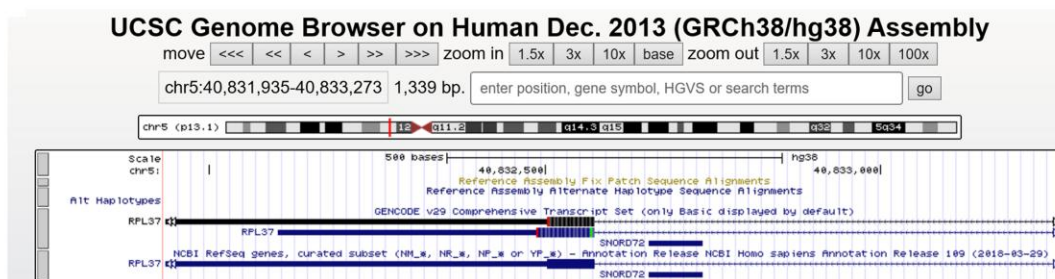 UCSC Genome Browser on Human Dec. 2013 (GRCh38/hg38) Assembly
move <<< << < > >> >>> zoom in 1.5x 3x 10x base zoom out 1.5x 3x 10x 100x
chr5:40,831,935-40,833,273 1,339 bp. enter position, gene symbol, HGVS or search terms go
chr5 (p13.1) 12 q11.2 q14.3 q15 q32 5q34
Scale 500 bases hg38
chr5: 40,832,500 40,833,000
Reference Assembly Fix Patch Sequence Alignments
Reference Assembly Alternate Haplotype Sequence Alignments
Alt Haplotypes
GENCODE v29 Comprehensive Transcript Set (only Basic displayed by default)
RPL37
RPL37
SNORD72
NCBI RefSeq genes, curated subset (NM_*, NR_*, NP_* or YP_*) - Annotation Release NCBI Homo sapiens Annotation Release 109 (2018-03-29)
RPL37
SNORD72